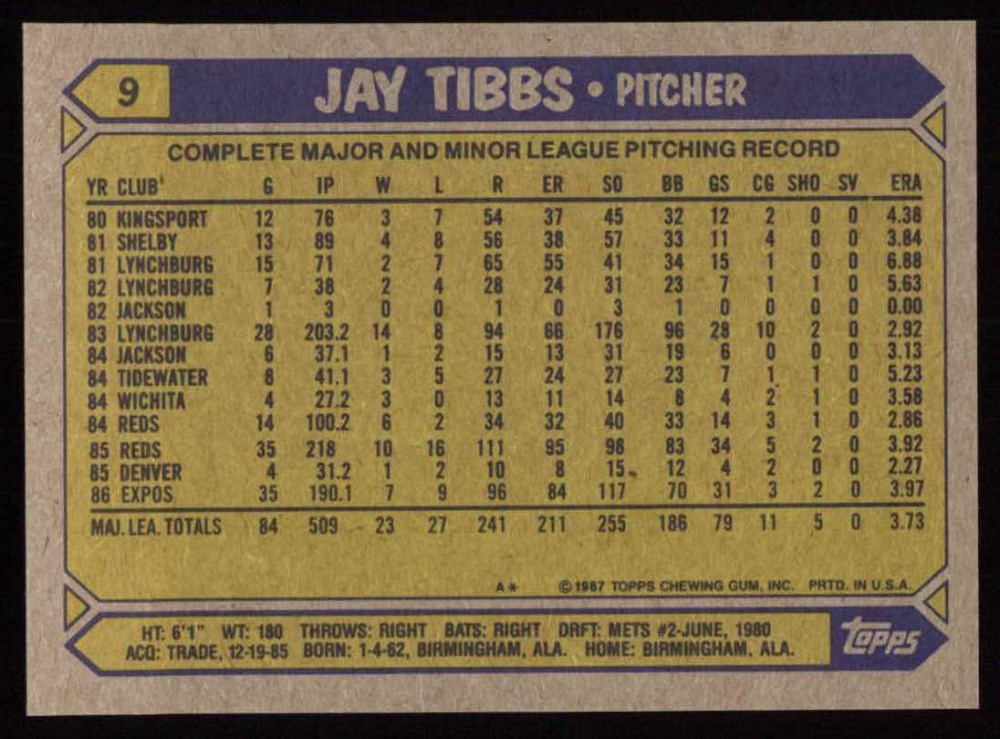 9 JAY TIBBS • PITCHER
COMPLETE MAJOR AND MINOR LEAGUE PITCHING RECORD
YR CLUB G IP W L R ER SO BB GS CG SHO SV ERA
80 KINGSPORT 12 76 3 7 54 37 45 32 12 2 0 0 4.38
81 SHELBY 13 89 4 8 56 38 57 33 11 4 0 0 3.84
81 LYNCHBURG 15 71 2 7 65 55 41 34 15 1 0 0 6.88
82 LYNCHBURG 7 38 2 4 28 24 31 23 7 1 1 0 5.63
82 JACKSON 1 3 0 0 1 0 3 1 0 0 0 0 0.00
83 LYNCHBURG 28 203.2 14 8 94 66 176 96 28 10 2 0 2.92
84 JACKSON 6 37.1 1 2 15 13 31 19 6 0 0 0 3.13
84 TIDEWATER 8 41.1 3 5 27 24 27 23 7 1 1 0 5.23
84 WICHITA 4 27.2 3 0 13 11 14 8 4 2 1 0 3.58
84 REDS 14 100.2 6 2 34 32 40 33 14 3 1 0 2.86
85 REDS 35 218 10 16 111 95 98 83 34 5 2 0 3.92
85 DENVER 4 31.2 1 2 10 8 15 12 4 2 0 0 2.27
86 EXPOS 35 190.1 7 9 96 84 117 70 31 3 2 0 3.97
MAJ. LEA. TOTALS 84 509 23 27 241 211 255 186 79 11 5 0 3.73
A* © 1987 TOPPS CHEWING GUM, INC. PRTD. IN U.S.A.
HT: 6'1" WT: 180 THROWS: RIGHT BATS: RIGHT DRFT: METS #2-JUNE, 1980
ACQ: TRADE, 12-19-85 BORN: 1-4-62, BIRMINGHAM, ALA. HOME: BIRMINGHAM, ALA.
topps